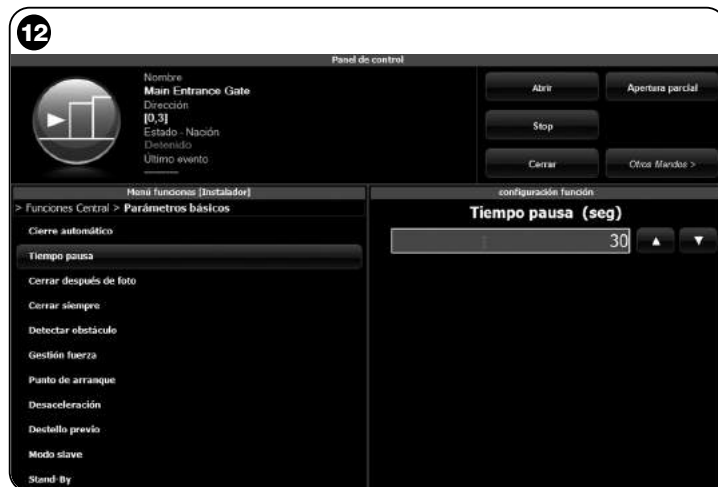 12
Panel de control
Nombre
Main Entrance Gate
Dirección
[0,3]
Estado - Nación
Detenido
Último evento
Abrir
Apertura parcial
Stop
Cerrar
Otros Mandos >
Menú funciones [Instalador]
> Funciones Central > Parámetros básicos
Cierre automático
Tiempo pausa
Cerrar después de foto
Cerrar siempre
Detectar obstáculo
Gestión fuerza
Punto de arranque
Desaceleración
Destello previo
Modo slave
Stand-By
configuración función
Tiempo pausa (seg)
30